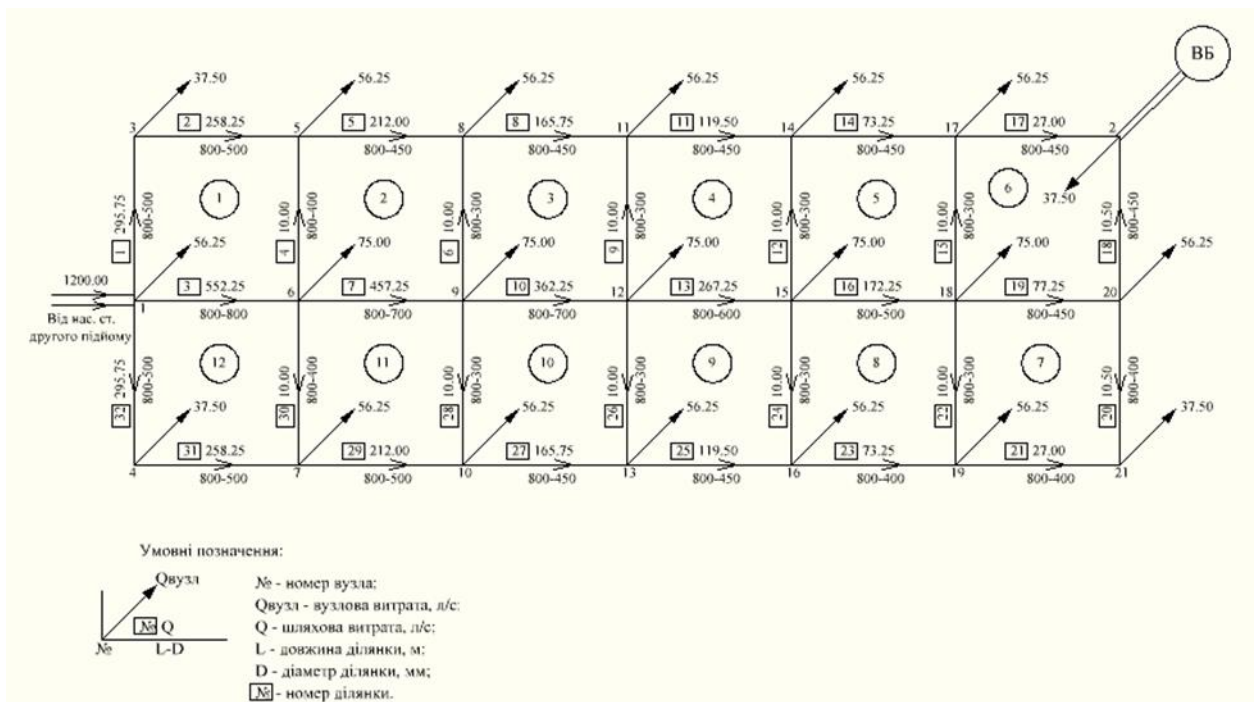 ВБ
37.50 56.25 56.25 56.25 56.25 56.25
3 2 258.25 5 5 212.00 8 8 165.75 11 11 119.50 14 14 73.25 17 17 27.00 2
800-500 800-450 800-450 800-450 800-450 800-450
1 2 3 4 5 6
37.50
1 295.75 800-500 4 10.00 800-400 6 10.00 800-300 9 10.00 800-300 12 10.00 800-300 15 10.00 800-300 18 10.50 800-450
56.25 75.00 75.00 75.00 75.00 75.00 56.25
1200.00 3 552.25 7 457.25 10 362.25 13 267.25 16 172.25 19 77.25
1 6 9 12 15 18 20
800-800 800-700 800-700 800-600 800-500 800-450
Від нас. ст.
другого підйому
12 11 10 9 8 7
32 295.75 800-500 30 10.00 800-400 28 10.00 800-300 26 10.00 800-300 24 10.00 800-300 22 10.00 800-300 20 10.50 800-400
37.50 56.25 56.25 56.25 56.25 56.25 37.50
31 258.25 29 212.00 27 165.75 25 119.50 23 73.25 21 27.00
4 7 10 13 16 19 21
800-500 800-500 800-450 800-450 800-400 800-400
Умовні позначення:
Qвузл
№ Q
№ L-D
№ - номер вузла;
Qвузл - вузлова витрата, л/с;
Q - шляхова витрата, л/с;
L - довжина ділянки, м;
D - діаметр ділянки, мм;
№ - номер ділянки.